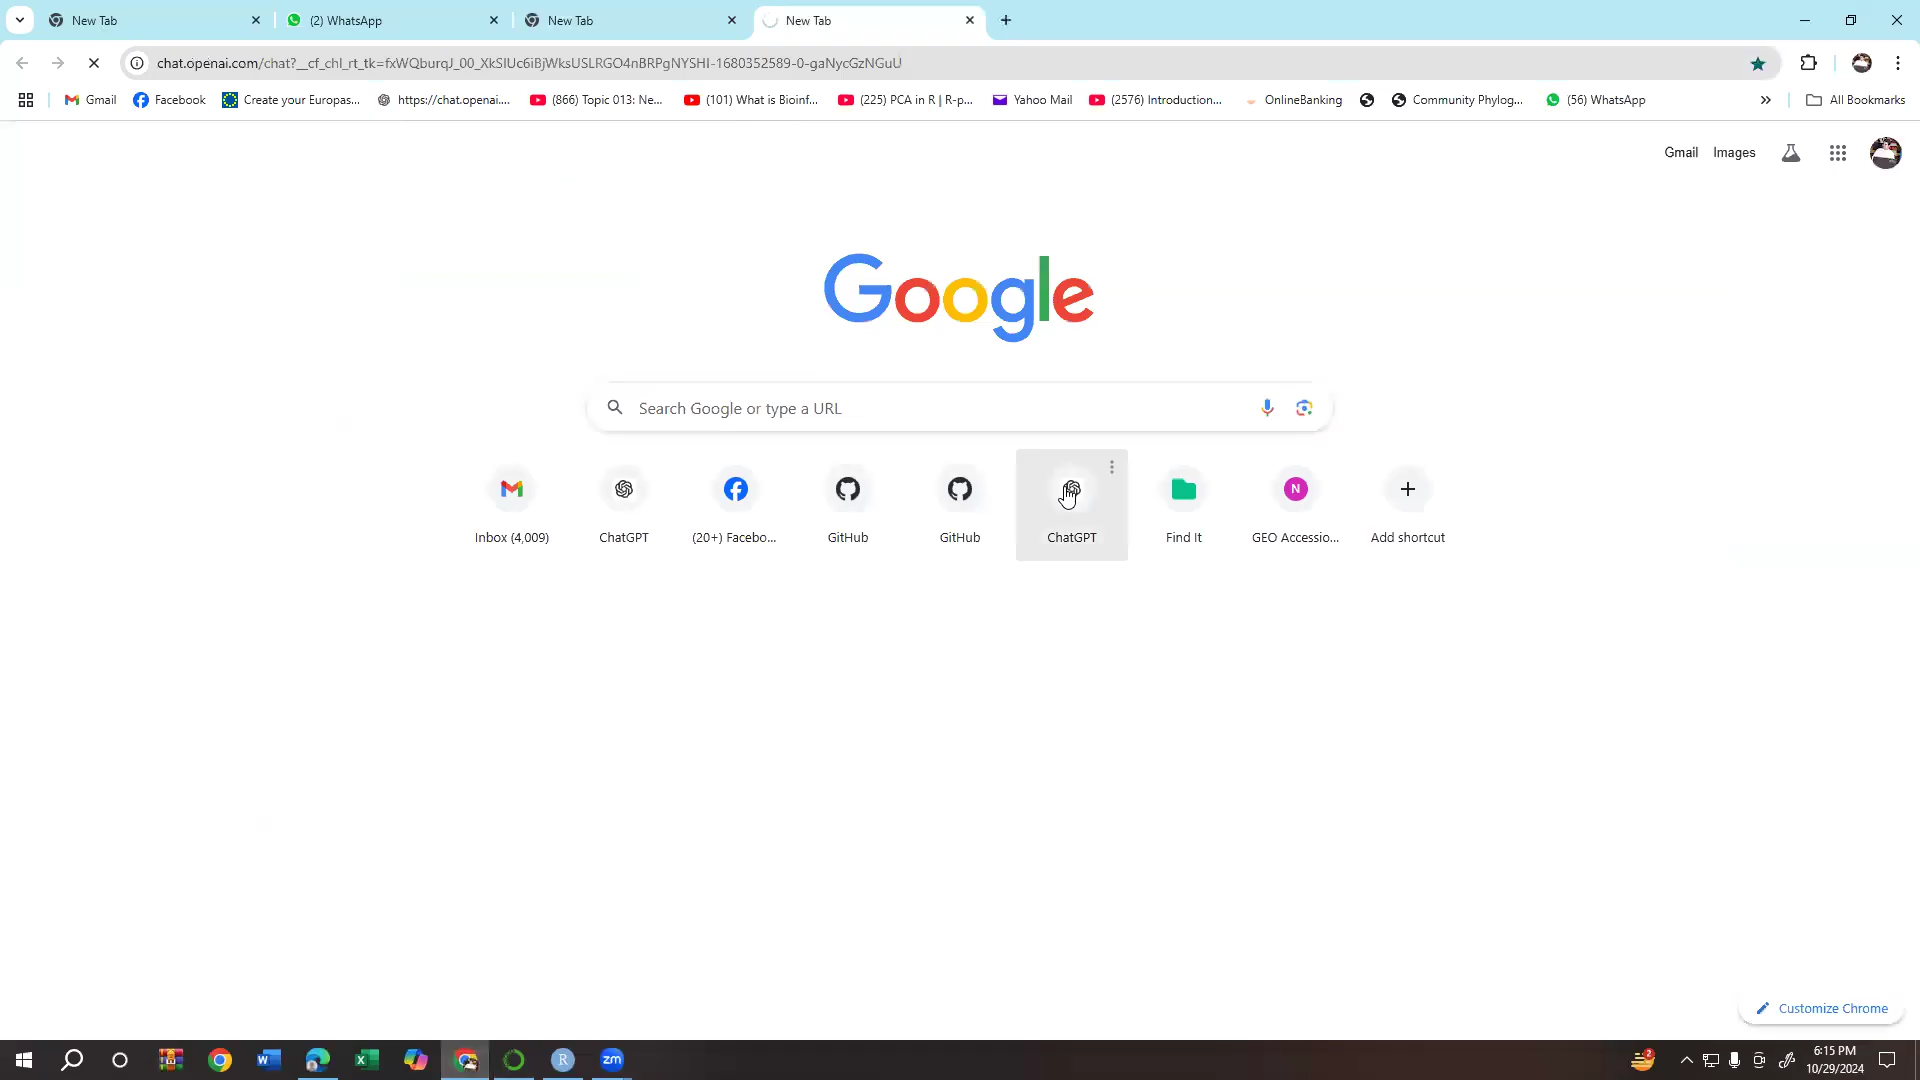 New Tab
(2) WhatsApp
New Tab
New Tab
chat.openai.com/chat?__cf_chl_rt_tk=fxWQburqJ_00_XkSlUc6iBjWksUSLRGO4nBRPgNYSHI-1680352589-0-gaNycGzNGuU
Gmail
Facebook
Create your Europas...
https://chat.openai....
(866) Topic 013: Ne...
(101) What is Bioinf...
(225) PCA in R | R-p...
Yahoo Mail
(2576) Introduction...
OnlineBanking
Community Phylog...
(56) WhatsApp
All Bookmarks
Gmail
Images
Google
Search Google or type a URL
Inbox (4,009)
ChatGPT
(20+) Facebo...
GitHub
GitHub
ChatGPT
Find It
N
GEO Accessio...
Add shortcut
Customize Chrome
W
X
R
zm
2
6:15 PM
10/29/2024